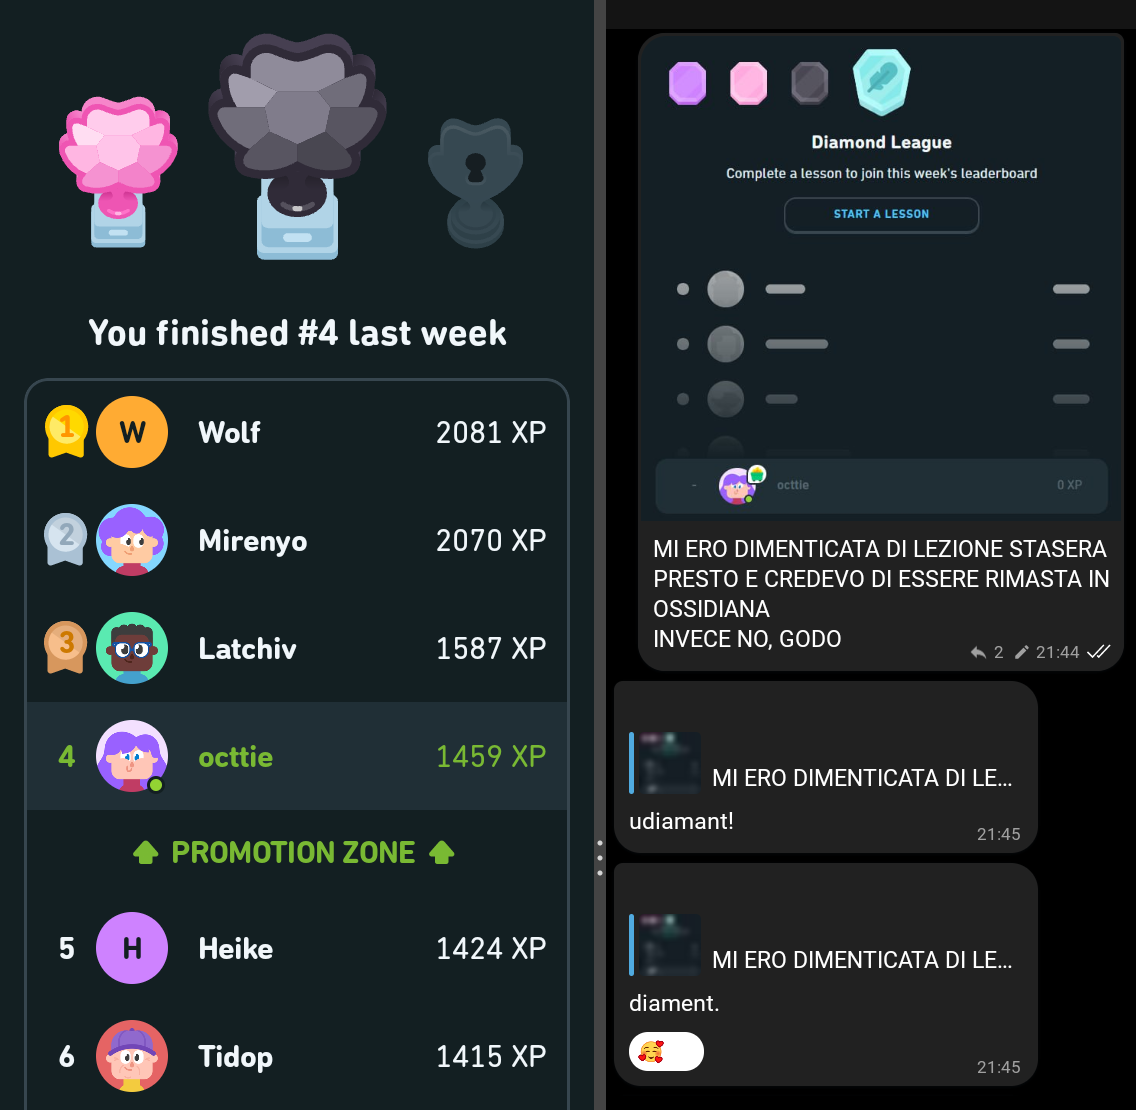 You finished #4 last week
1 W Wolf 2081 XP
2 Mirenyo 2070 XP
3 Latchiv 1587 XP
4 octtie 1459 XP
PROMOTION ZONE
5 H Heike 1424 XP
6 Tidop 1415 XP
Diamond League
Complete a lesson to join this week's leaderboard
START A LESSON
- octtie 0 XP
MI ERO DIMENTICATA DI LEZIONE STASERA
PRESTO E CREDEVO DI ESSERE RIMASTA IN
OSSIDIANA
INVECE NO, GODO
2 21:44
MI ERO DIMENTICATA DI LE...
udiamant!
21:45
MI ERO DIMENTICATA DI LE...
diament.
21:45